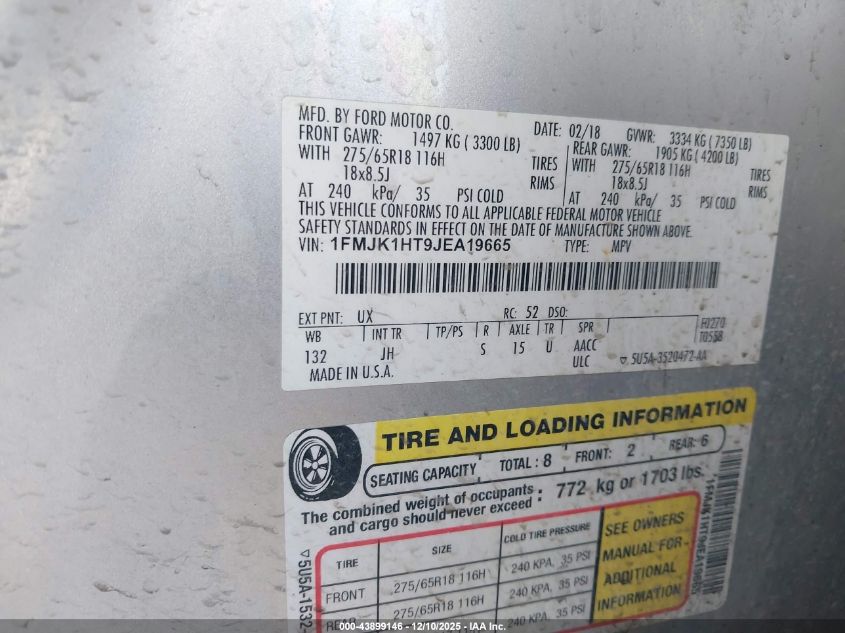 MFD. BY FORD MOTOR CO.
DATE: 02/18 GVWR: 3334 KG ( 7350 LB)
FRONT GAWR: 1497 KG ( 3300 LB)
WITH 275/65R18 116H TIRES
18x8.5J RIMS
AT 240 kPa/ 35 PSI COLD
REAR GAWR: 1905 KG ( 4200 LB)
WITH 275/65R18 116H TIRES
18x8.5J RIMS
AT 240 kPa/ 35 PSI COLD
THIS VEHICLE CONFORMS TO ALL APPLICABLE FEDERAL MOTOR VEHICLE
SAFETY STANDARDS IN EFFECT ON THE DATE OF MANUFACTURE SHOWN ABOVE.
VIN: 1FMJK1HT9JEA19665 TYPE: MPV
EXT PNT: UX RC: 52 DSO:
WB INT TR TP/PS R AXLE TR SPR
132 JH S 15 U AACC
ULC
F0270
T0558
MADE IN U.S.A.
▽ 5U5A-3520472-AA
TIRE AND LOADING INFORMATION
SEATING CAPACITY TOTAL : 8 FRONT: 2 REAR: 6
The combined weight of occupants : 772 kg or 1703 lbs.
and cargo should never exceed
TIRE SIZE COLD TIRE PRESSURE
FRONT 275/65R18 116H 240 KPA, 35 PSI
REAR 275/65R18 116H 240 KPA, 35 PSI
240 KPA, 35 PSI
SEE OWNERS
MANUAL FOR
ADDITIONAL
INFORMATION
▽5U5A-1532
1FMJK1HT9JEA19665
000-43899146 - 12/10/2025 - IAA, Inc.